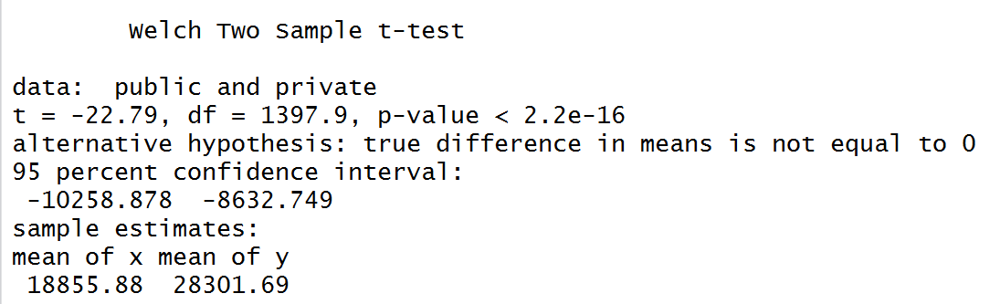 Welch Two Sample t-test
data:  public and private
t = -22.79, df = 1397.9, p-value < 2.2e-16
alternative hypothesis: true difference in means is not equal to 0
95 percent confidence interval:
 -10258.878  -8632.749
sample estimates:
mean of x mean of y
 18855.88  28301.69